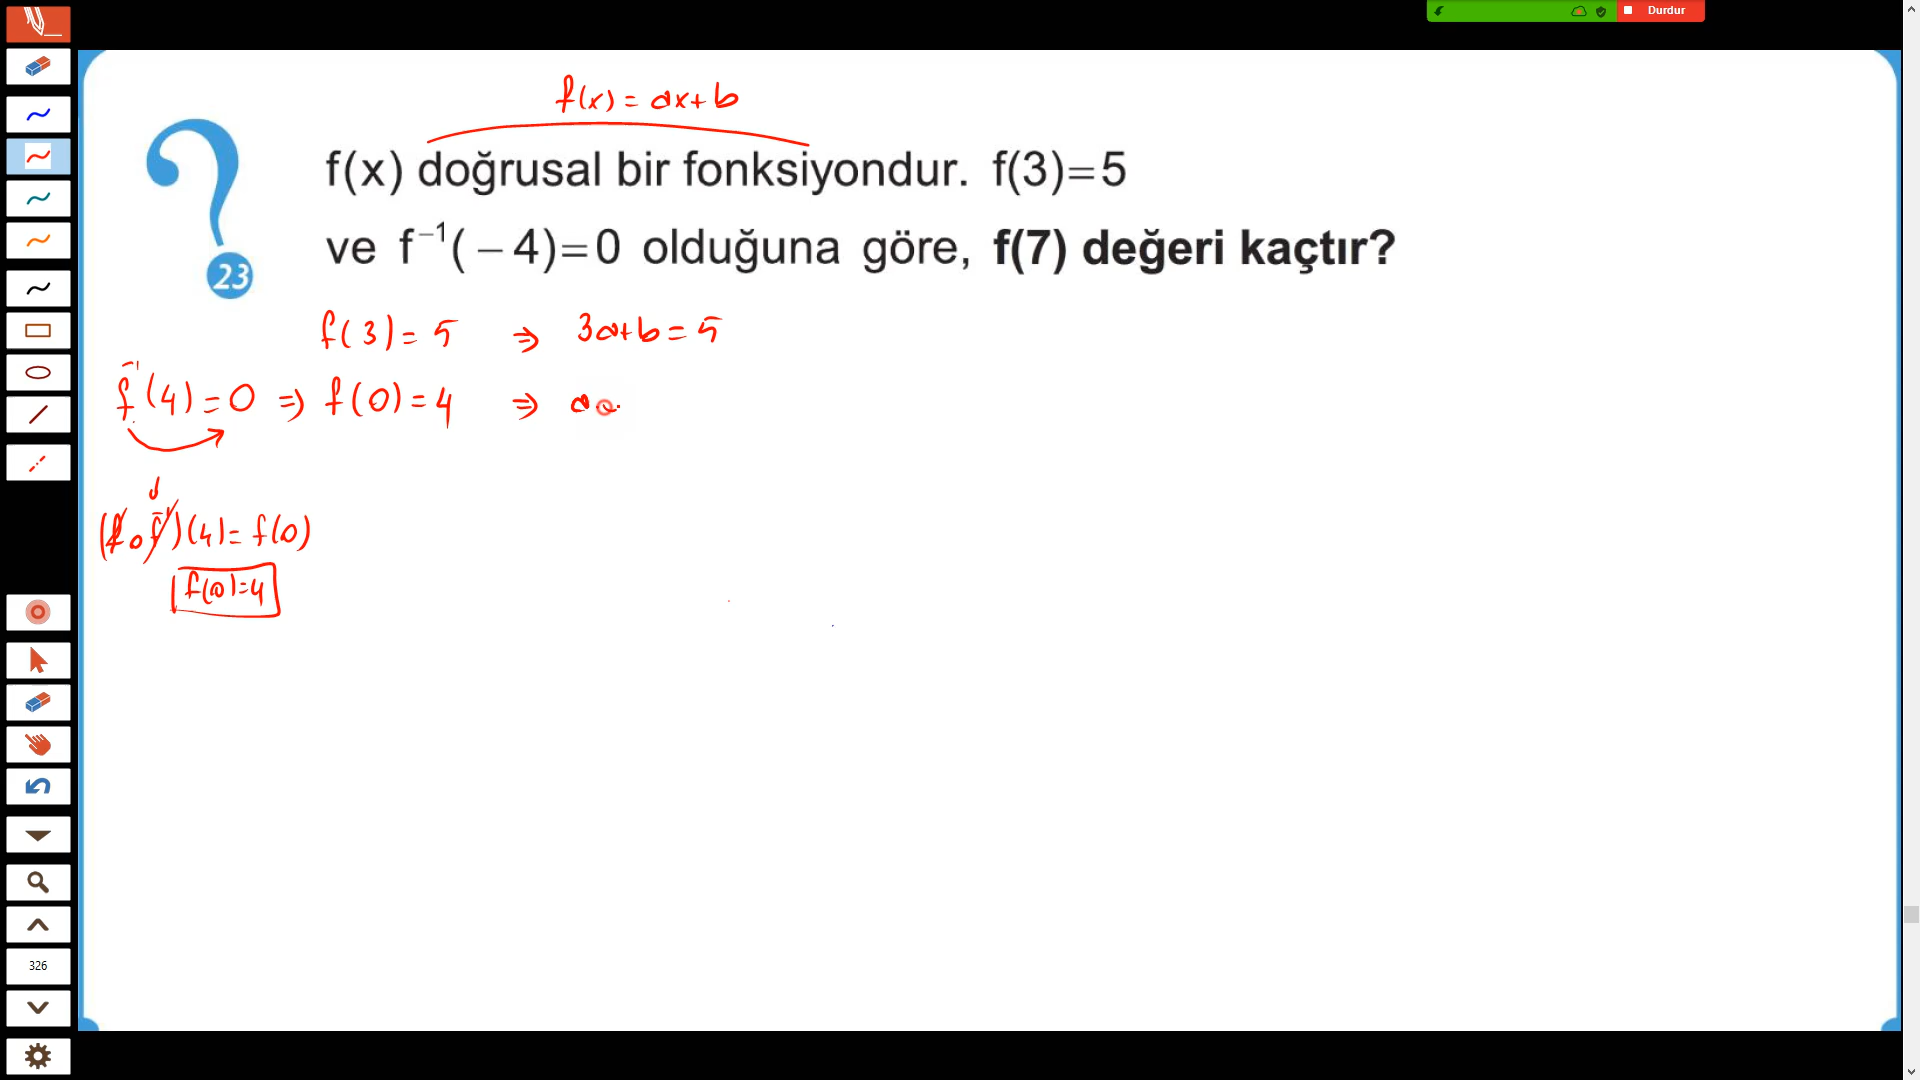 Durdur
f(x) = ax+b
f(x) doğrusal bir fonksiyondur. f(3)=5
ve f⁻¹(−4)=0 olduğuna göre, f(7) değeri kaçtır?
23
f(3) = 5 ⇒ 3a+b = 5
f⁻¹(4) = 0 ⇒ f(0) = 4 ⇒ a
(f o f⁻¹)(4) = f(0)
f(0)=4
326